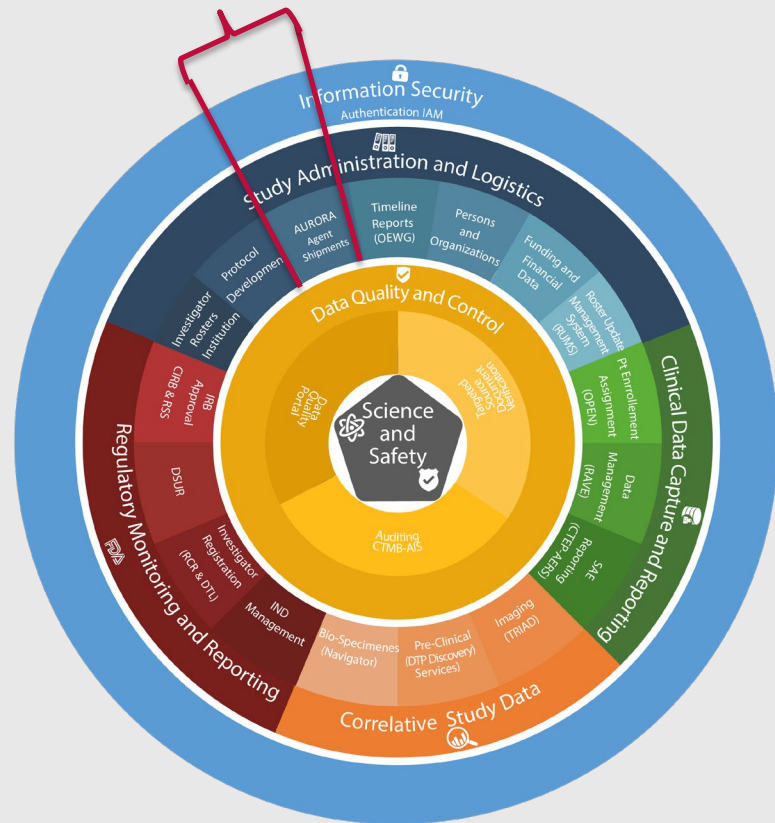 Information Security
Authentication IAM
Study Administration and Logistics
Investigator
Rosters
Institution
Protocol
Developmen
AURORA
Agent
Shipments
Timeline
Reports
(OEWG)
Persons
and
Organizations
Funding and
Financial
Data
Roster Update
Management
System
(RUMS)
Clinical Data Capture and Reporting
Pt Enrrollement
Assignment
(OPEN)
Data
Management
(RAVE)
SAE
Reporting
(CTEP-AERS)
Correlative Study Data
Imaging
(TRIAD)
Pre-Clinical
(DTP Discovery)
Services)
Bio-Specimenes
(Navigator)
Regulatory Monitoring and Reporting
FDA
IND
Management
Investigator
Registration
(RCR & DTL)
DSUR
IRB
Approval
CIRB & RSS
Data Quality and Control
Data
Quality
Portal
Targeted
Source
Document
Verification
Auditing
CTMB-AIS
Science
and
Safety